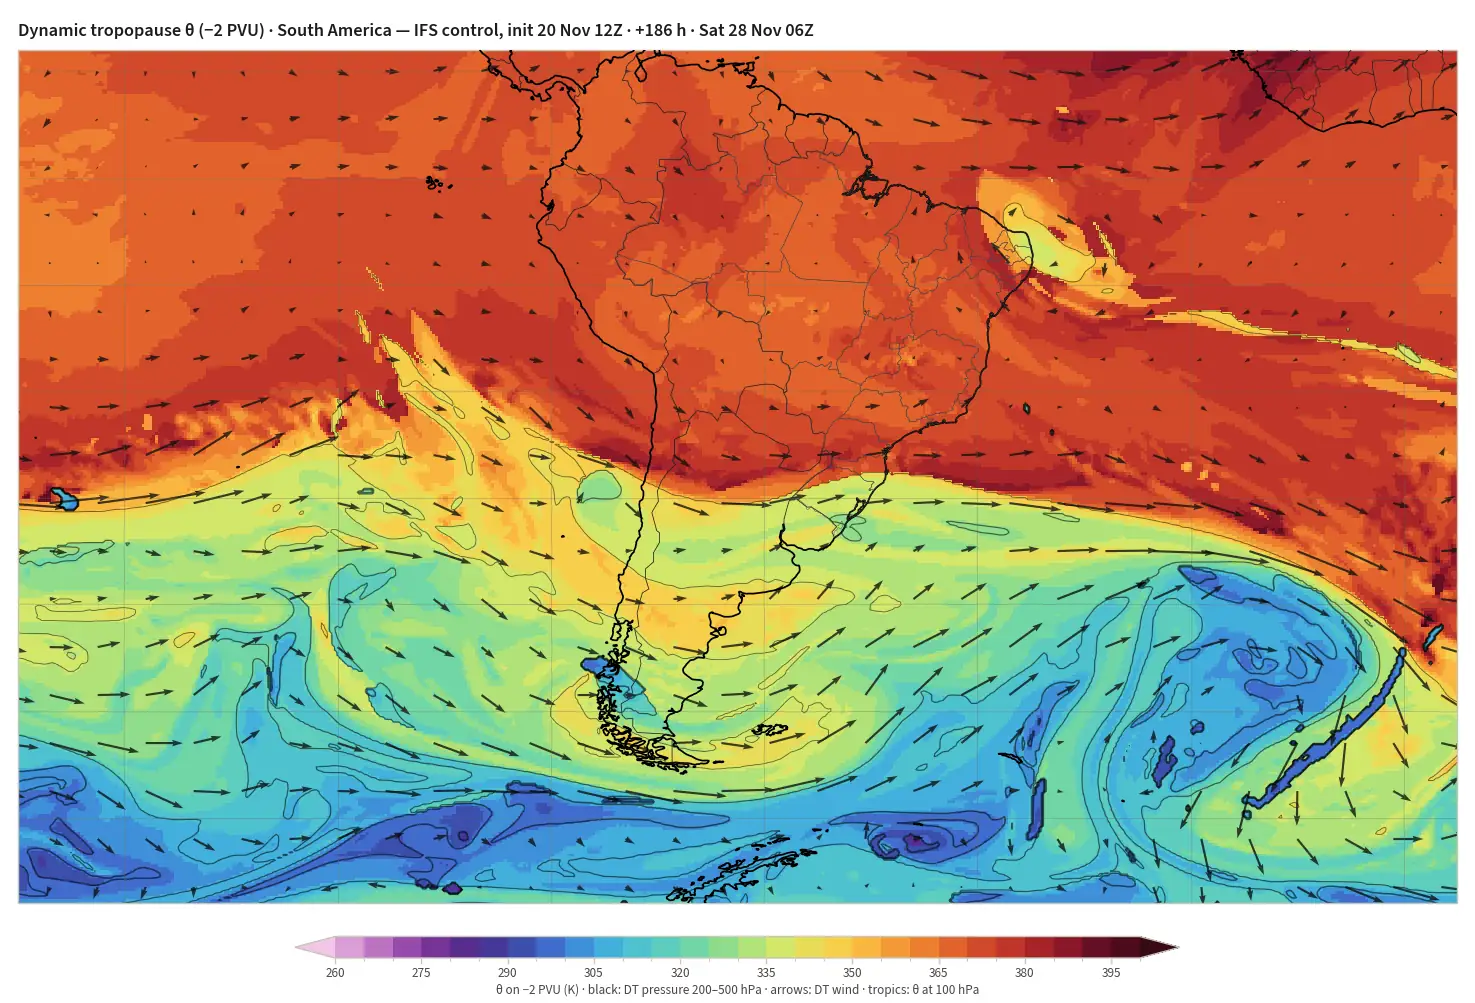 Dynamic tropopause θ (−2 PVU) · South America — IFS control, init 20 Nov 12Z · +186 h · Sat 28 Nov 06Z
260 275 290 305 320 335 350 365 380 395
θ on −2 PVU (K) · black: DT pressure 200–500 hPa · arrows: DT wind · tropics: θ at 100 hPa